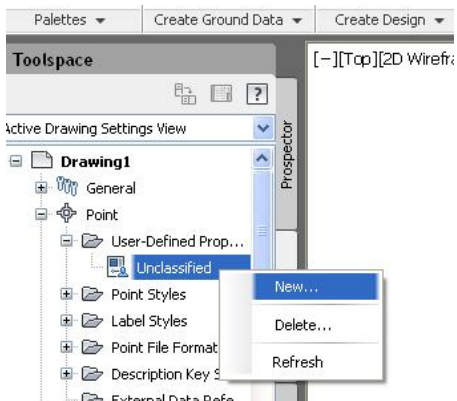 Palettes Create Ground Data Create Design
Toolspace
[−][Top][2D Wirefra
?
Active Drawing Settings View
Prospector
Drawing1
General
Point
User-Defined Prop...
Unclassified
New...
Point Styles
Delete...
Label Styles
Point File Format
Refresh
Description Key S
External Data Refe